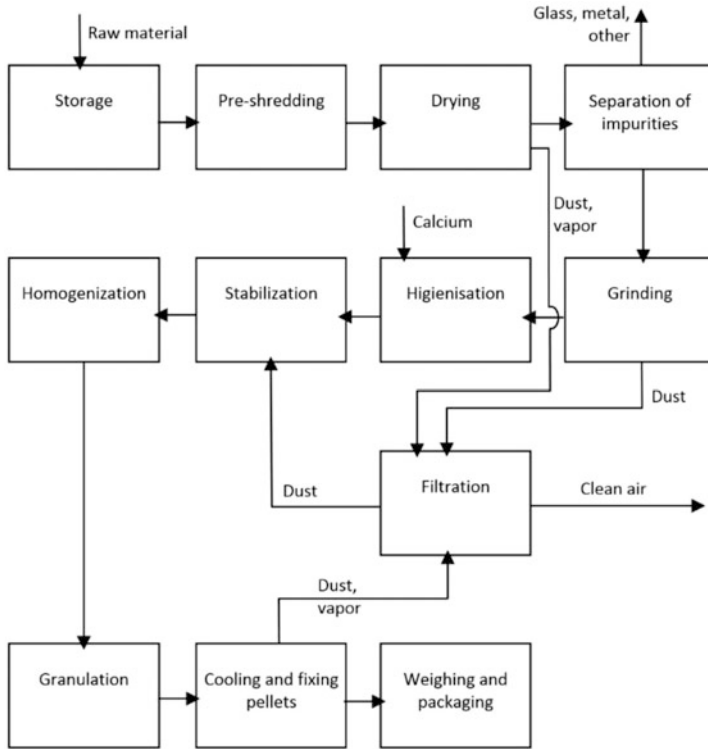 Raw material
Glass, metal,
other
Storage
Pre-shredding
Drying
Separation of
impurities
Dust,
vapor
Calcium
Homogenization
Stabilization
Higienisation
Grinding
Dust
Filtration
Dust
Clean air
Dust,
vapor
Granulation
Cooling and fixing
pellets
Weighing and
packaging